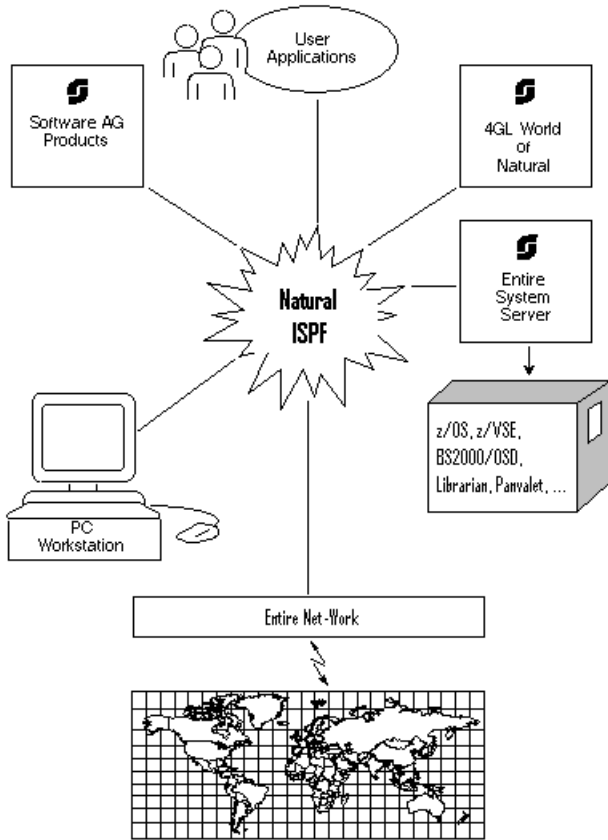 User
Applications
Software AG
Products
4GL World
of
Natural
Entire
System
Server
Natural
ISPF
z/OS, z/VSE,
BS2000/OSD,
Librarian, Panvalet, ...
PC
Workstation
Entire Net-Work